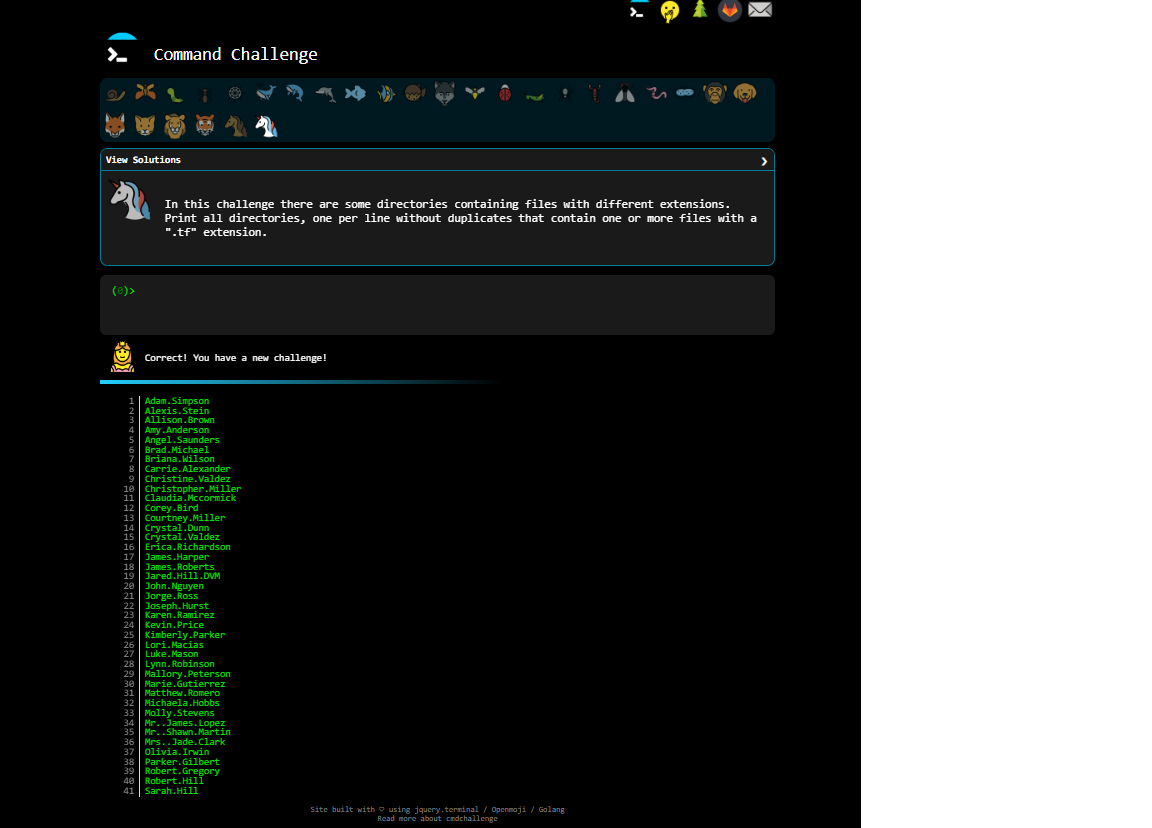 Command Challenge
View Solutions
In this challenge there are some directories containing files with different extensions.
Print all directories, one per line without duplicates that contain one or more files with a
".tf" extension.
(0)>
Correct! You have a new challenge!
1 Adam.Simpson
2 Alexis.Stein
3 Allison.Brown
4 Amy.Anderson
5 Angel.Saunders
6 Brad.Michael
7 Briana.Wilson
8 Carrie.Alexander
9 Christine.Valdez
10 Christopher.Miller
11 Claudia.Mccormick
12 Corey.Bird
13 Courtney.Miller
14 Crystal.Dunn
15 Crystal.Valdez
16 Erica.Richardson
17 James.Harper
18 James.Roberts
19 Jared.Hill.DVM
20 John.Nguyen
21 Jorge.Ross
22 Joseph.Hurst
23 Karen.Ramirez
24 Kevin.Price
25 Kimberly.Parker
26 Lori.Macias
27 Luke.Mason
28 Lynn.Robinson
29 Mallory.Peterson
30 Marie.Gutierrez
31 Matthew.Romero
32 Michaela.Hobbs
33 Molly.Stevens
34 Mr..James.Lopez
35 Mr..Shawn.Martin
36 Mrs..Jade.Clark
37 Olivia.Irwin
38 Parker.Gilbert
39 Robert.Gregory
40 Robert.Hill
41 Sarah.Hill
Site built with ♡ using jquery.terminal / Openmoji / Golang
Read more about cmdchallenge